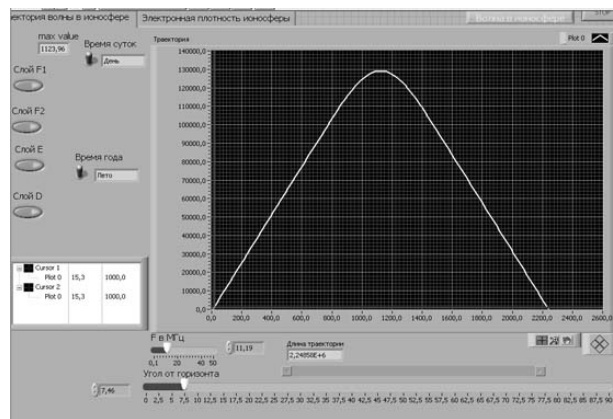 ектория волны в ионосфере
Электронная плотность ионосферы
Волна в ионосфере
STOP
max value
1123,96
Время суток
День
Слой F1
Слой F2
Слой E
Время года
Лето
Слой D
Cursor 1
Plot 0 15,3 1000,0
Cursor 2
Plot 0 15,3 1000,0
Траектория
Plot 0
140000,0
130000,0
120000,0
110000,0
100000,0
90000,0
80000,0
70000,0
60000,0
50000,0
40000,0
30000,0
20000,0
10000,0
0,0
0,0 200,0 400,0 600,0 800,0 1000,0 1200,0 1400,0 1600,0 1800,0 2000,0 2200,0 2400,0 2600,0
F в МГц
11,19
0,1 20 40 50
Длина траектории
2,24858E+6
Угол от горизонта
7,46
0 2,5 5 7,5 10 12,5 15 17,5 20 22,5 25 27,5 30 32,5 35 37,5 40 42,5 45 47,5 50 52,5 55 57,5 60 62,5 65 67,5 70 72,5 75 77,5 80 82,5 85 87,5 90